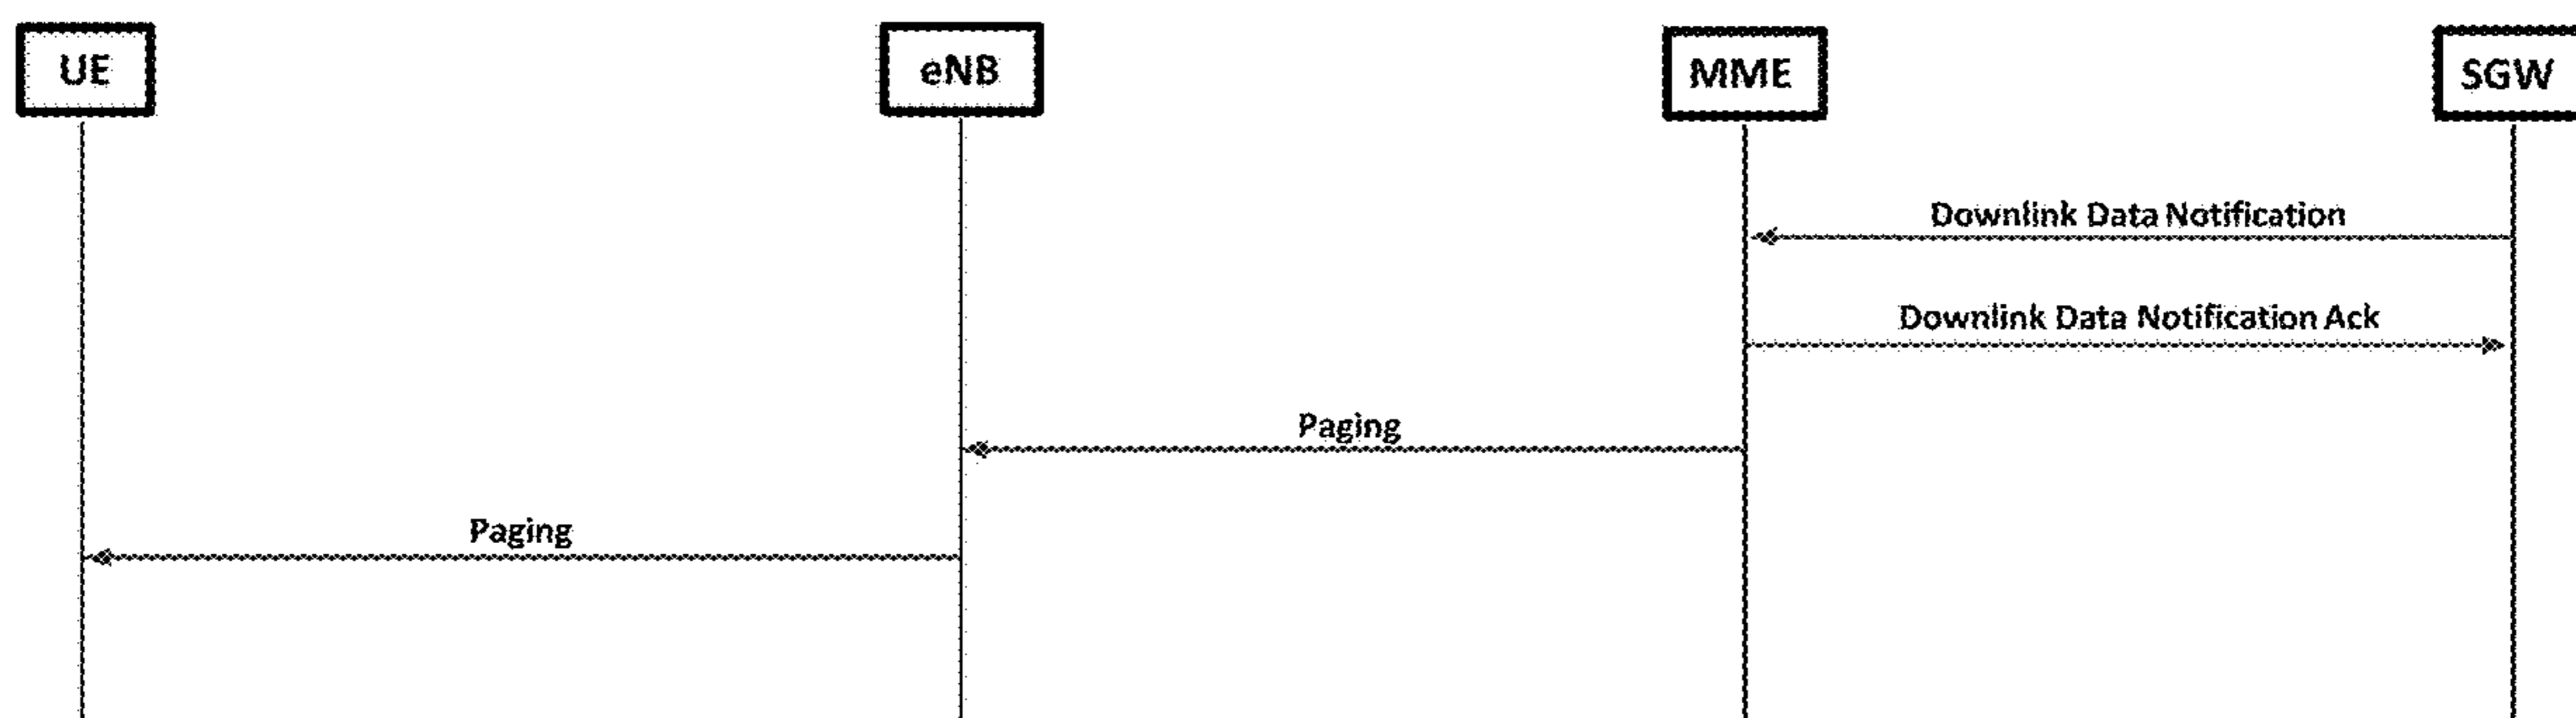 UE
eNB
MME
SGW
Downlink Data Notification
Downlink Data Notification Ack
Paging
Paging